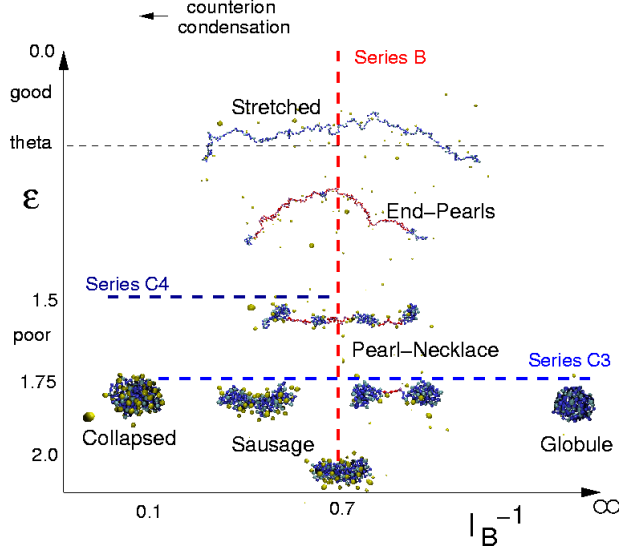 counterion
condensation
0.0
Series B
good
Stretched
theta
ε
End-Pearls
Series C4
1.5
poor
Pearl-Necklace
Series C3
1.75
Collapsed
Sausage
Globule
2.0
0.1
0.7
l_B^-1
∞